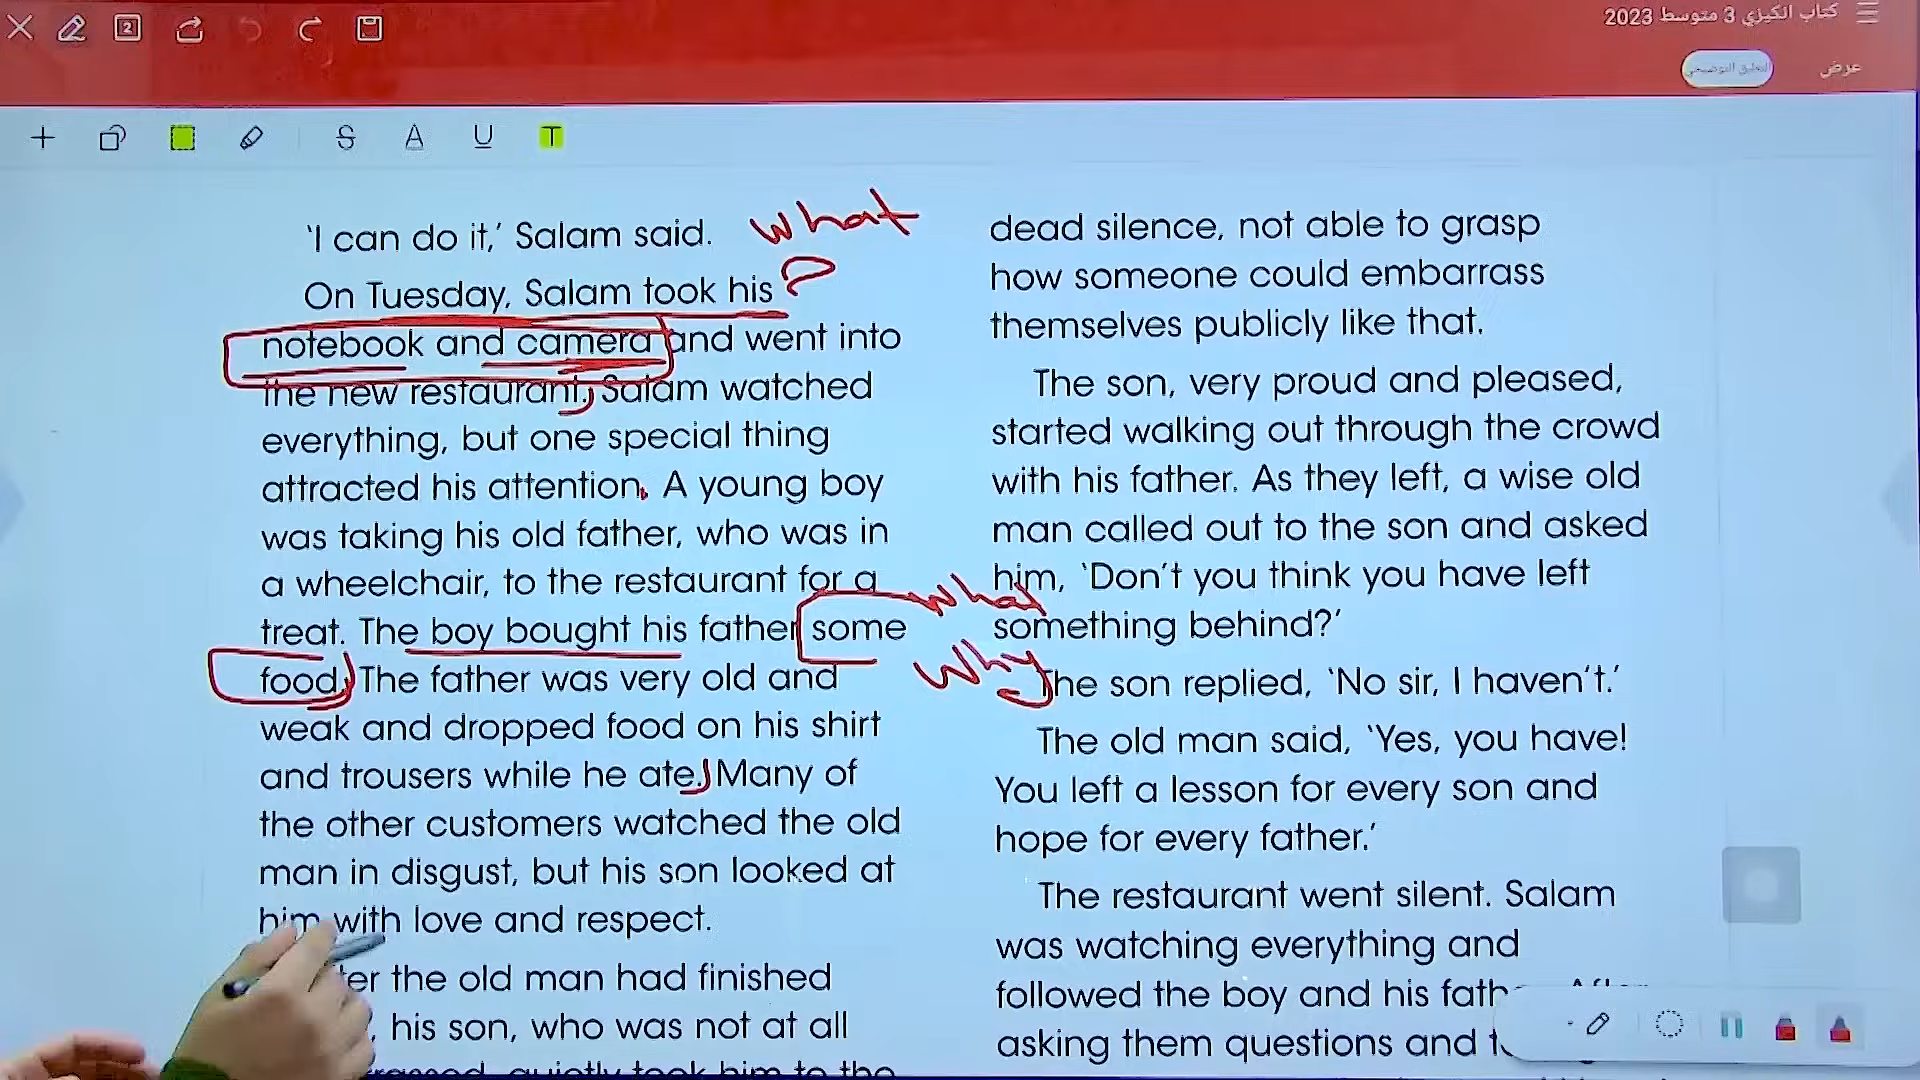 كتاب انكيزي 3 متوسط 2023
عرض
التعليق التوضيحي
'I can do it,' Salam said.
what
?
On Tuesday, Salam took his
notebook and camera and went into
the new restaurant. Salam watched
everything, but one special thing
attracted his attention. A young boy
was taking his old father, who was in
a wheelchair, to the restaurant for a
treat. The boy bought his father some
food. The father was very old and
weak and dropped food on his shirt
and trousers while he ate. Many of
the other customers watched the old
man in disgust, but his son looked at
him with love and respect.
the old man had finished
, his son, who was not at all
quietly took him to the
what
Why
dead silence, not able to grasp
how someone could embarrass
themselves publicly like that.
The son, very proud and pleased,
started walking out through the crowd
with his father. As they left, a wise old
man called out to the son and asked
him, 'Don't you think you have left
something behind?'
The son replied, 'No sir, I haven't.'
The old man said, 'Yes, you have!
You left a lesson for every son and
hope for every father.'
The restaurant went silent. Salam
was watching everything and
followed the boy and his
asking them questions and